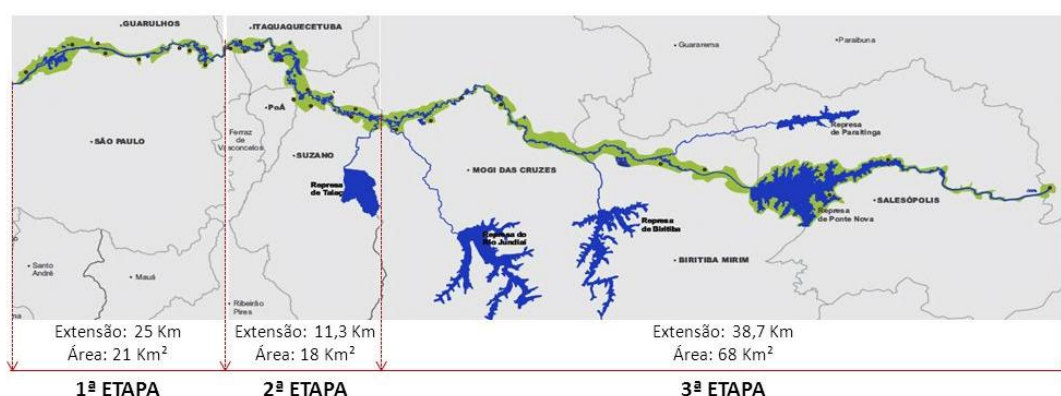 GUARULHOS
ITAQUAQUECETUBA
Guararema
Paraibuna
POÁ
Represa
de Paraitinga
SÃO PAULO
Ferraz
de
Vasconcelos
SUZANO
MOGI DAS CRUZES
Represa
de
SALESÓPOLIS
Represa
de Ponte Nova
Represa do
Rio Jundiaí
Represa
de Biritiba
BIRITIBA MIRIM
Santo
André
Mauá
Ribeirão
Pires
Extensão: 25 Km
Área: 21 Km²
Extensão: 11,3 Km
Área: 18 Km²
Extensão: 38,7 Km
Área: 68 Km²
1ª ETAPA
2ª ETAPA
3ª ETAPA